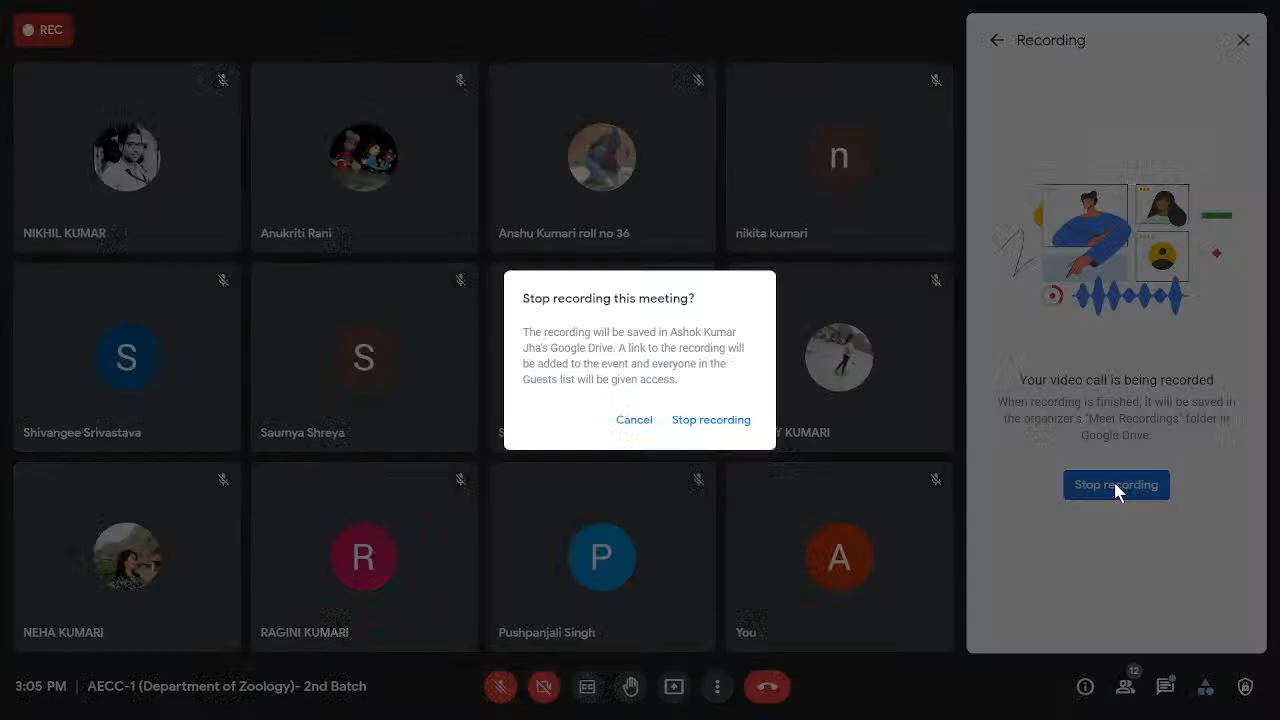 REC
Recording
NIKHIL KUMAR
Anukriti Rani
Anshu Kumari roll no 36
n
nikita kumari
Stop recording this meeting?
The recording will be saved in Ashok Kumar
Jha's Google Drive. A link to the recording will
be added to the event and everyone in the
Guests list will be given access.
Cancel
Stop recording
S
Shivangee Srivastava
S
Saumya Shreya
S
Y KUMARI
Your video call is being recorded
When recording is finished, it will be saved in
the organizer's "Meet Recordings" folder in
Google Drive.
Stop recording
NEHA KUMARI
R
RAGINI KUMARI
P
Pushpanjali Singh
A
You
3:05 PM | AECC-1 (Department of Zoology)- 2nd Batch
12